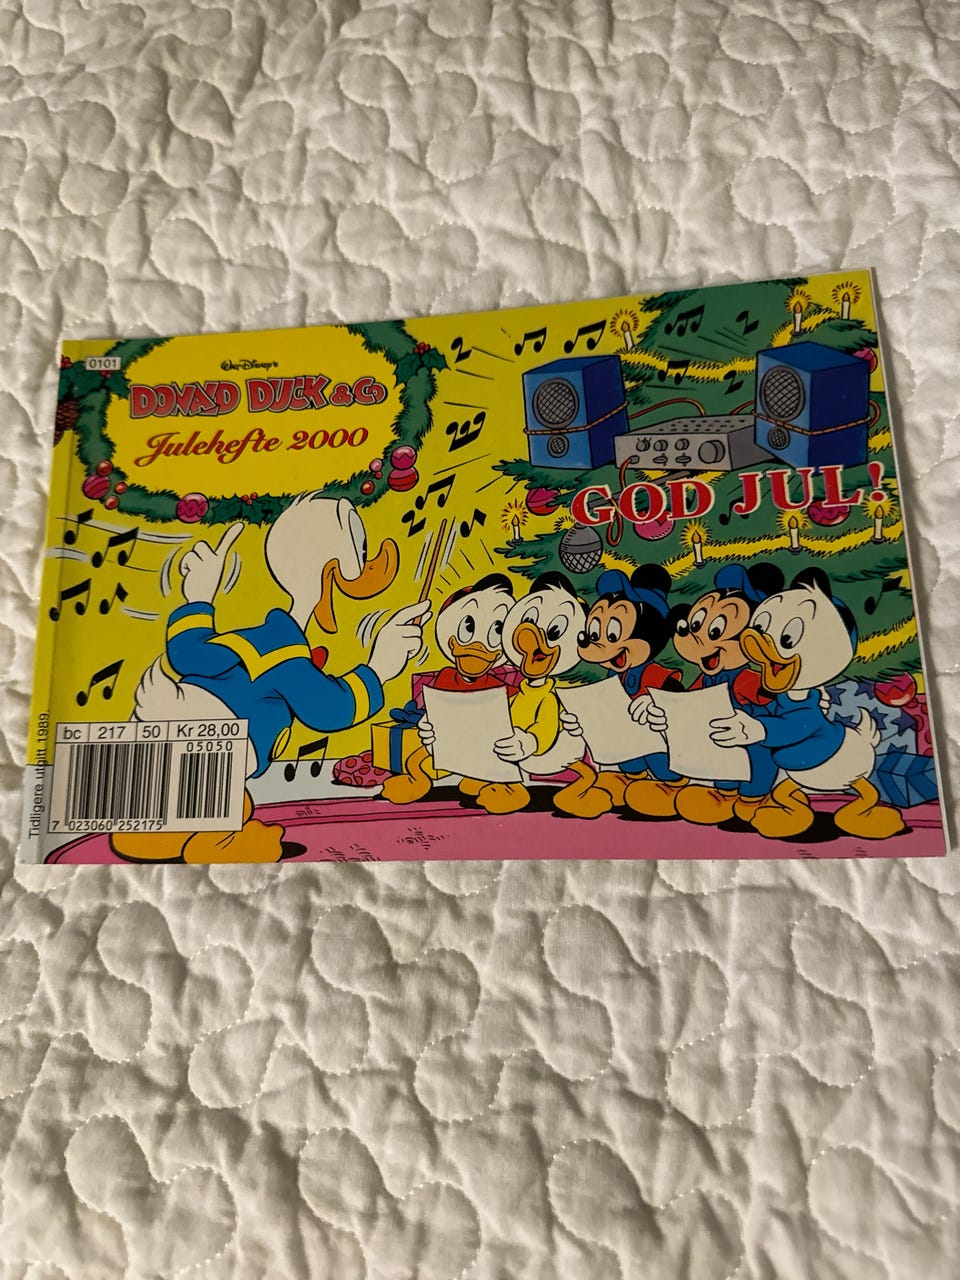 0101
Walt Disney's
DONALD DUCK & Co
Julehefte 2000
GOD JUL!
Tidligere utgitt 1989.
bc 217 50 Kr 28,00
05050
7 023060 252175